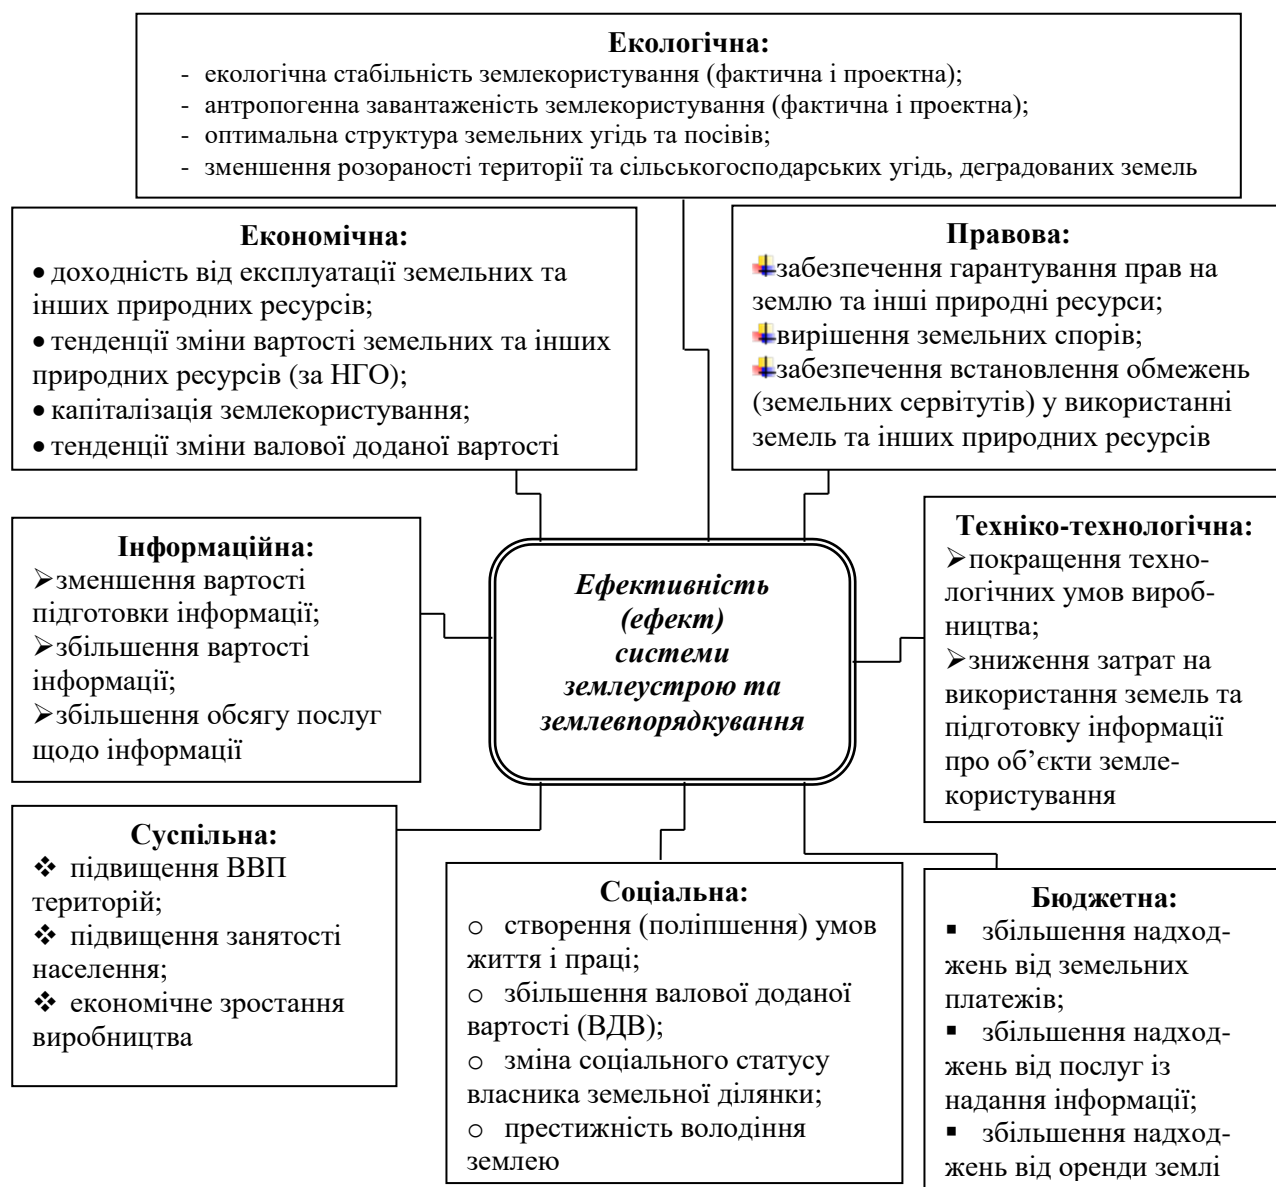 Екологічна:
- екологічна стабільність землекористування (фактична і проектна);
- антропогенна завантаженість землекористування (фактична і проектна);
- оптимальна структура земельних угідь та посівів;
- зменшення розораності території та сільськогосподарських угідь, деградованих земель
Економічна:
• доходність від експлуатації земельних та
інших природних ресурсів;
• тенденції зміни вартості земельних та інших
природних ресурсів (за НГО);
• капіталізація землекористування;
• тенденції зміни валової доданої вартості
Правова:
забезпечення гарантування прав на
землю та інші природні ресурси;
вирішення земельних спорів;
забезпечення встановлення обмежень
(земельних сервітутів) у використанні
земель та інших природних ресурсів
Інформаційна:
➢зменшення вартості
підготовки інформації;
➢збільшення вартості
інформації;
➢збільшення обсягу послуг
щодо інформації
Ефективність
(ефект)
системи
землеустрою та
землевпорядкування
Техніко-технологічна:
➢покращення техно-
логічних умов вироб-
ництва;
➢зниження затрат на
використання земель та
підготовку інформації
про об’єкти земле-
користування
Суспільна:
❖ підвищення ВВП
територій;
❖ підвищення занятості
населення;
❖ економічне зростання
виробництва
Соціальна:
o створення (поліпшення) умов
життя і праці;
o збільшення валової доданої
вартості (ВДВ);
o зміна соціального статусу
власника земельної ділянки;
o престижність володіння
землею
Бюджетна:
▪ збільшення надход-
жень від земельних
платежів;
▪ збільшення надход-
жень від послуг із
надання інформації;
▪ збільшення надход-
жень від оренди землі